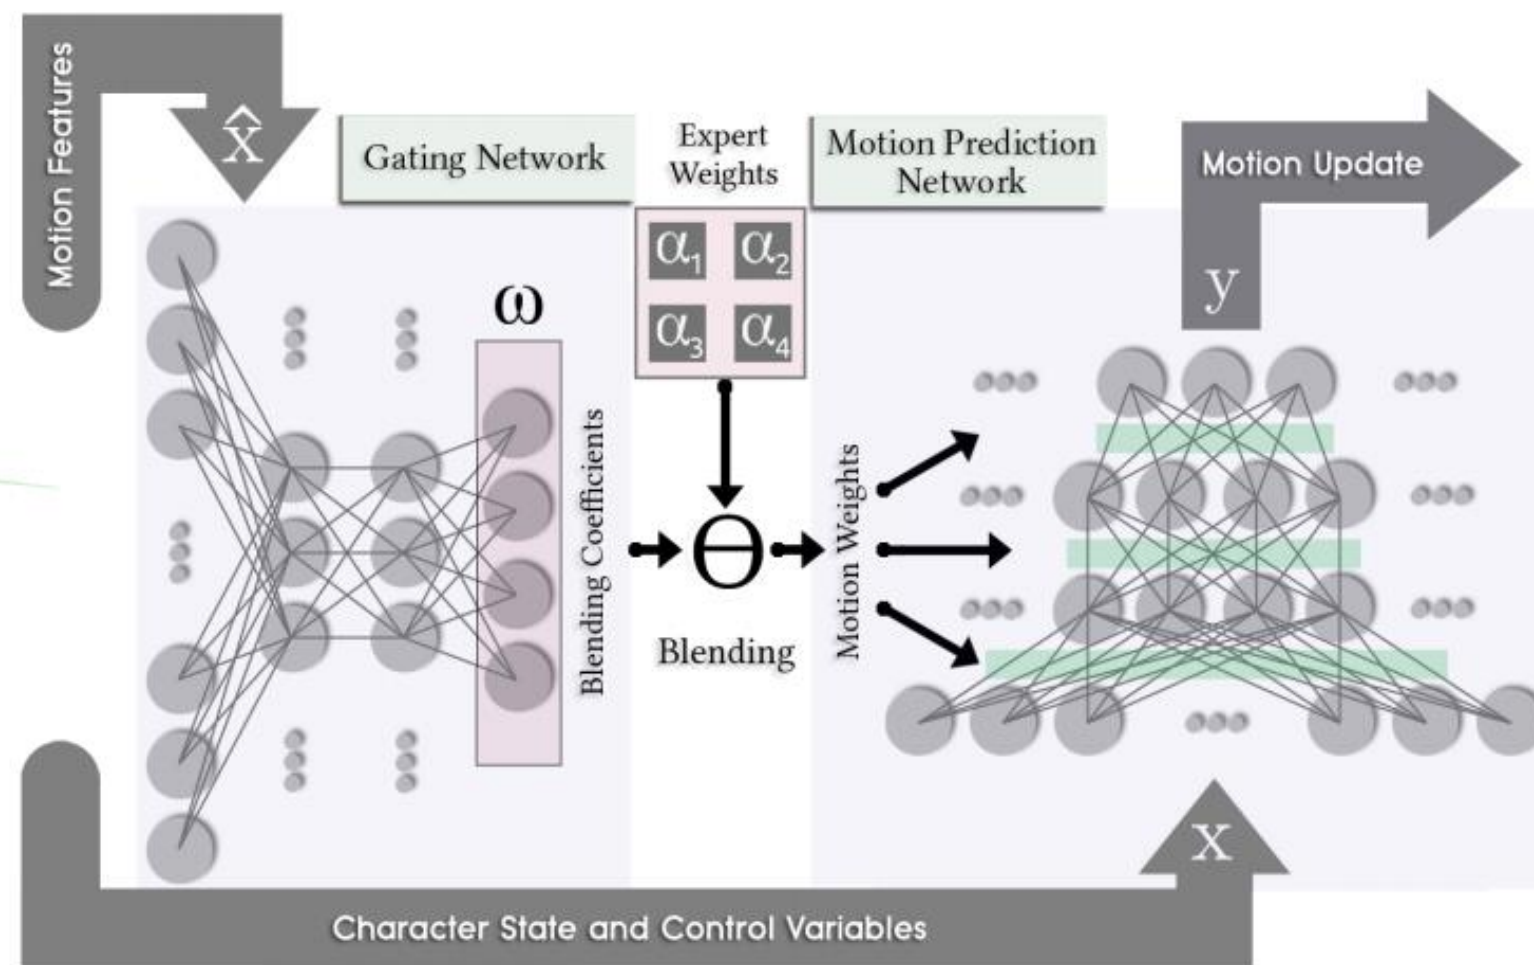 Motion Features
x̂
Gating Network
Expert
Weights
Motion Prediction
Network
Motion Update
α₁ α₂
α₃ α₄
ω
y
Blending Coefficients
Θ
Motion Weights
Blending
x
Character State and Control Variables